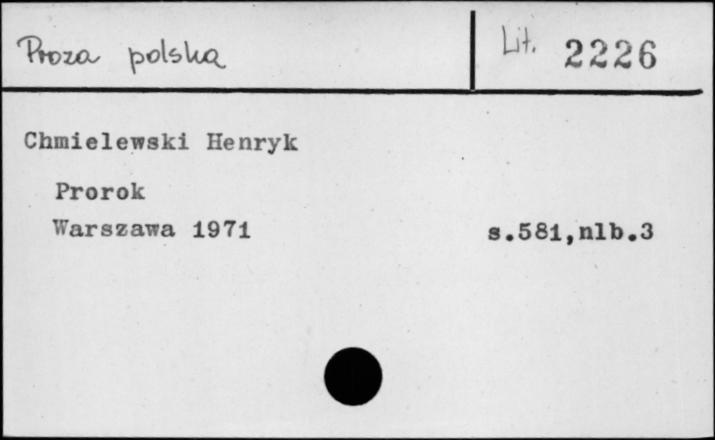 Proza polska
Lit. 2226
Chmielewski Henryk
Prorok
Warszawa 1971
s.581,nlb.3